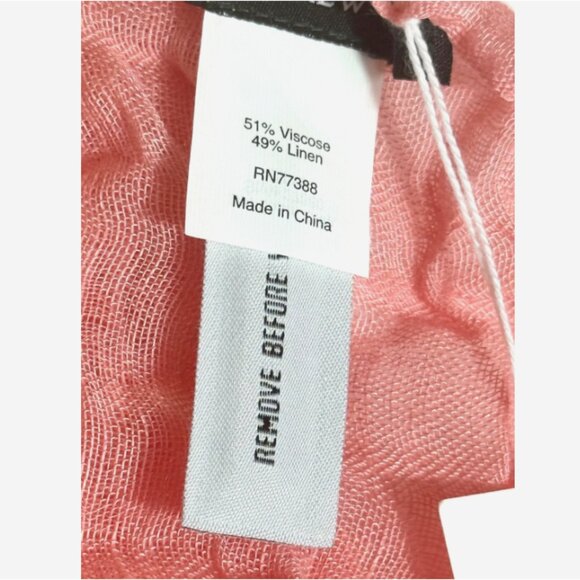 51% Viscose
49% Linen
RN77388
Made in China
REMOVE BEFORE